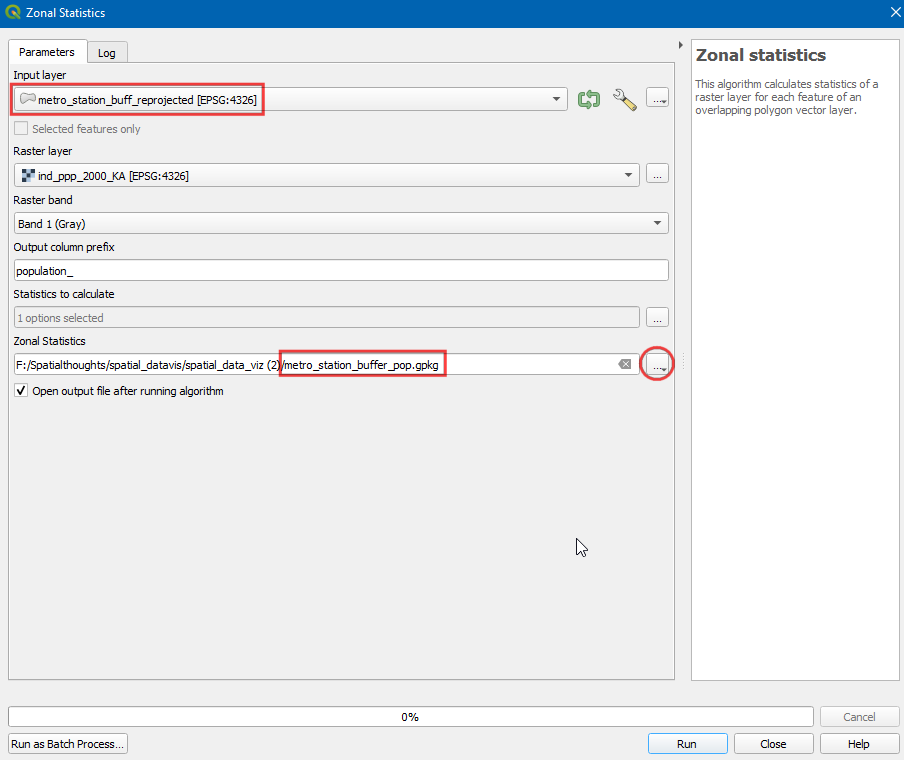 Zonal Statistics
Parameters
Log
Input layer
metro_station_buff_reprojected [EPSG:4326]
...
Selected features only
Raster layer
ind_ppp_2000_KA [EPSG:4326]
...
Raster band
Band 1 (Gray)
Output column prefix
population_
Statistics to calculate
1 options selected
...
Zonal Statistics
F:/Spatialthoughts/spatial_datavis/spatial_data_viz (2)/metro_station_buffer_pop.gpkg
...
Open output file after running algorithm
Zonal statistics
This algorithm calculates statistics of a
raster layer for each feature of an
overlapping polygon vector layer.
0%
Cancel
Run as Batch Process...
Run
Close
Help